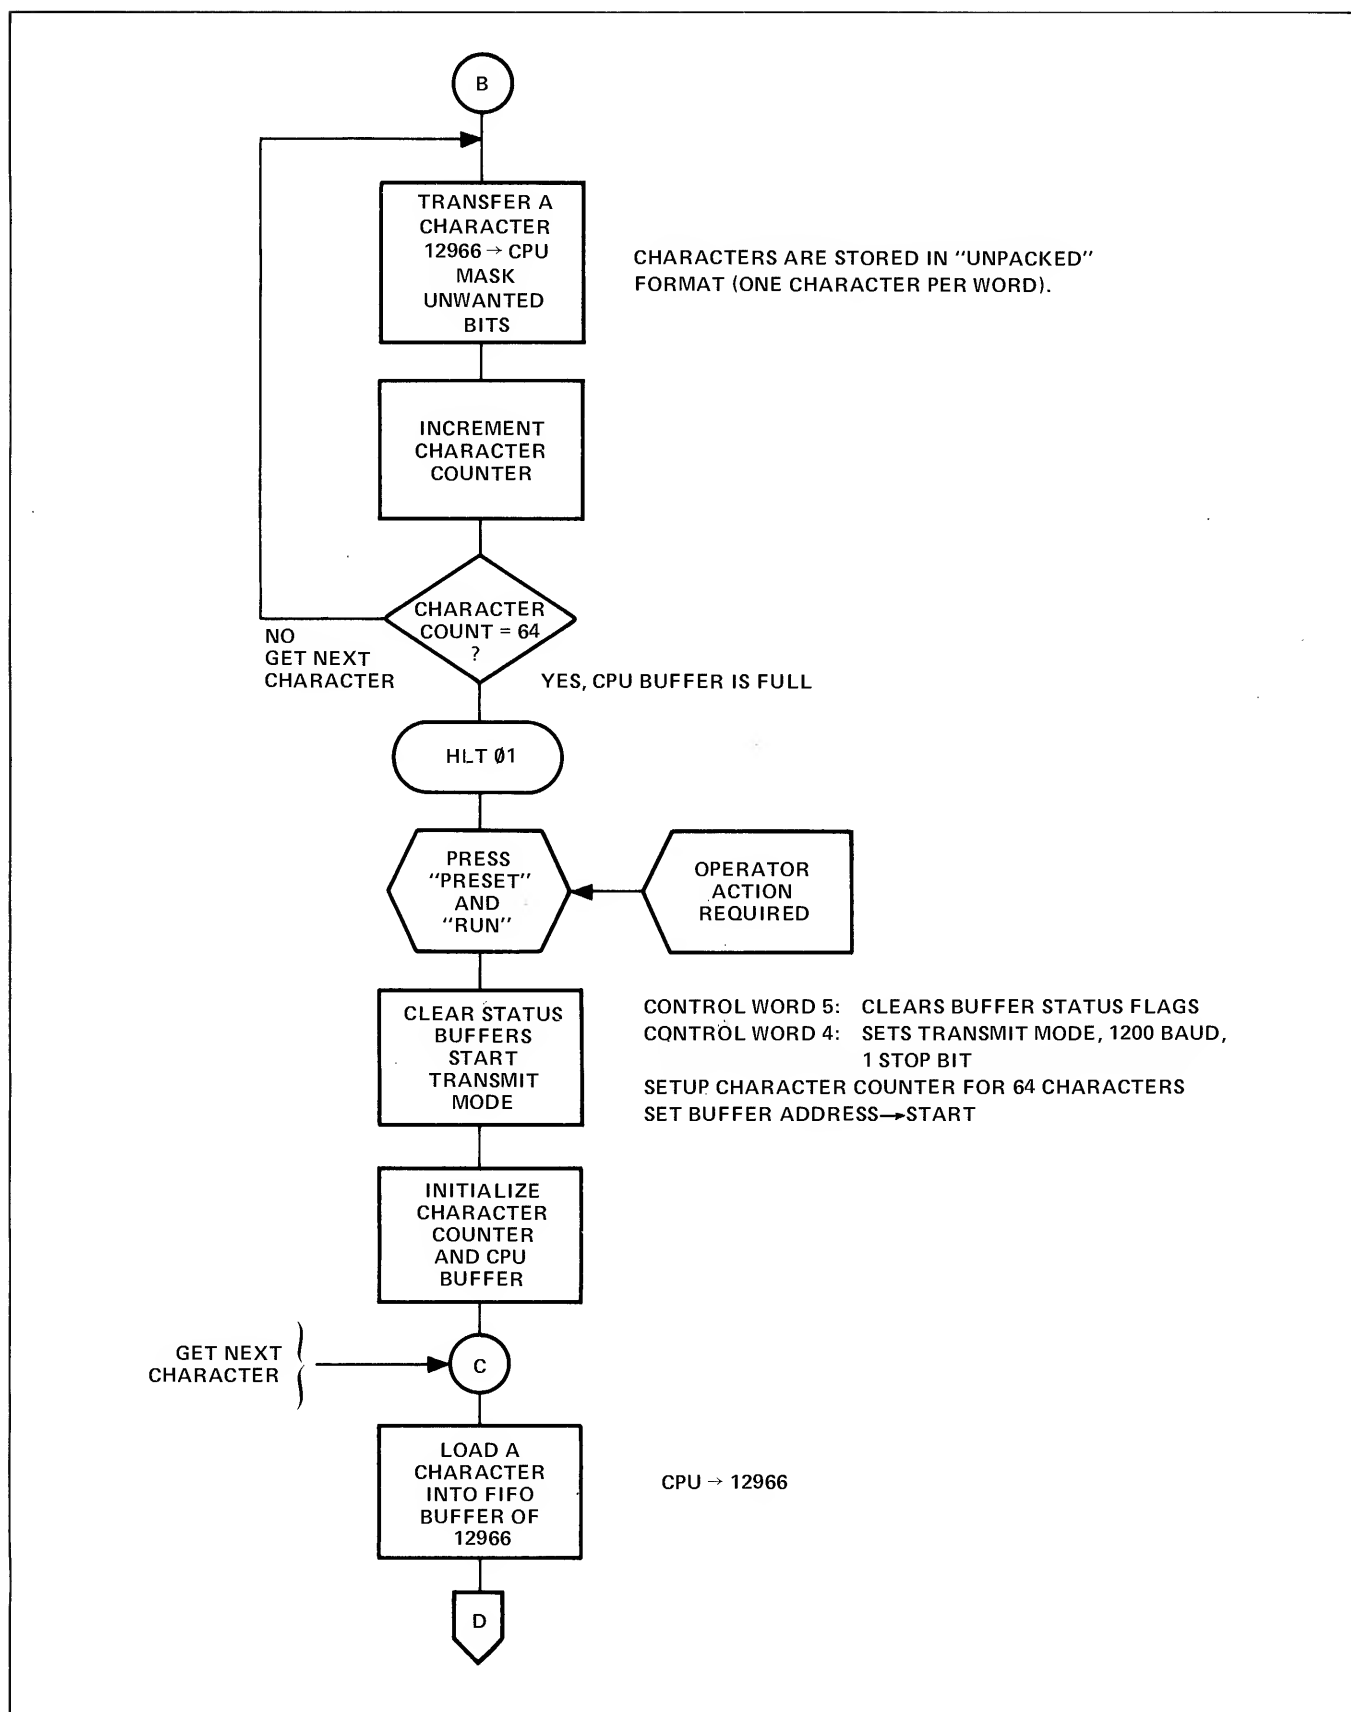 B
TRANSFER A
CHARACTER
12966 → CPU
MASK
UNWANTED
BITS
CHARACTERS ARE STORED IN "UNPACKED"
FORMAT (ONE CHARACTER PER WORD).
INCREMENT
CHARACTER
COUNTER
CHARACTER
COUNT = 64
?
NO
GET NEXT
CHARACTER
YES, CPU BUFFER IS FULL
HLT Ø1
PRESS
"PRESET"
AND
"RUN"
OPERATOR
ACTION
REQUIRED
CLEAR STATUS
BUFFERS
START
TRANSMIT
MODE
CONTROL WORD 5: CLEARS BUFFER STATUS FLAGS
CONTROL WORD 4: SETS TRANSMIT MODE, 1200 BAUD,
1 STOP BIT
SETUP CHARACTER COUNTER FOR 64 CHARACTERS
SET BUFFER ADDRESS→START
INITIALIZE
CHARACTER
COUNTER
AND CPU
BUFFER
GET NEXT
CHARACTER
C
LOAD A
CHARACTER
INTO FIFO
BUFFER OF
12966
CPU → 12966
D